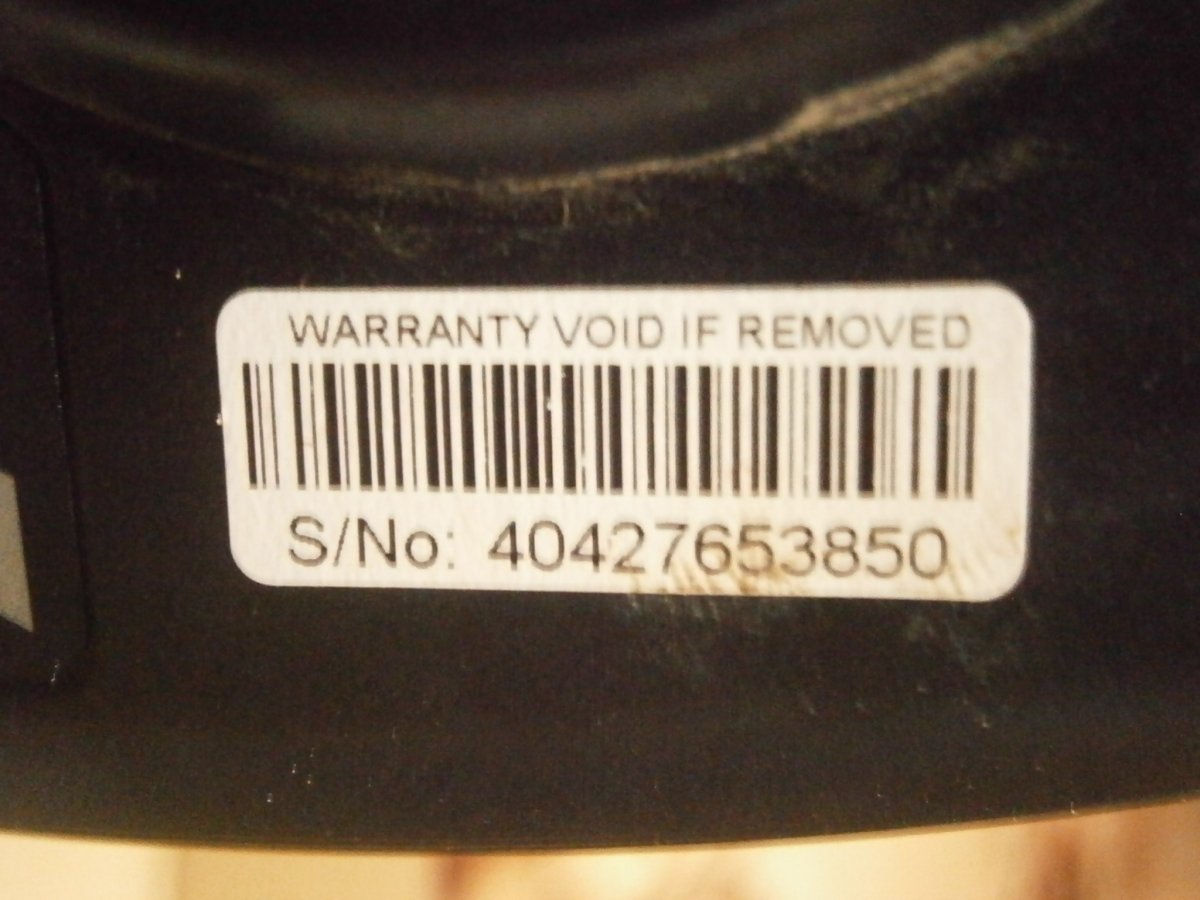 WARRANTY VOID IF REMOVED
S/No: 40427653850